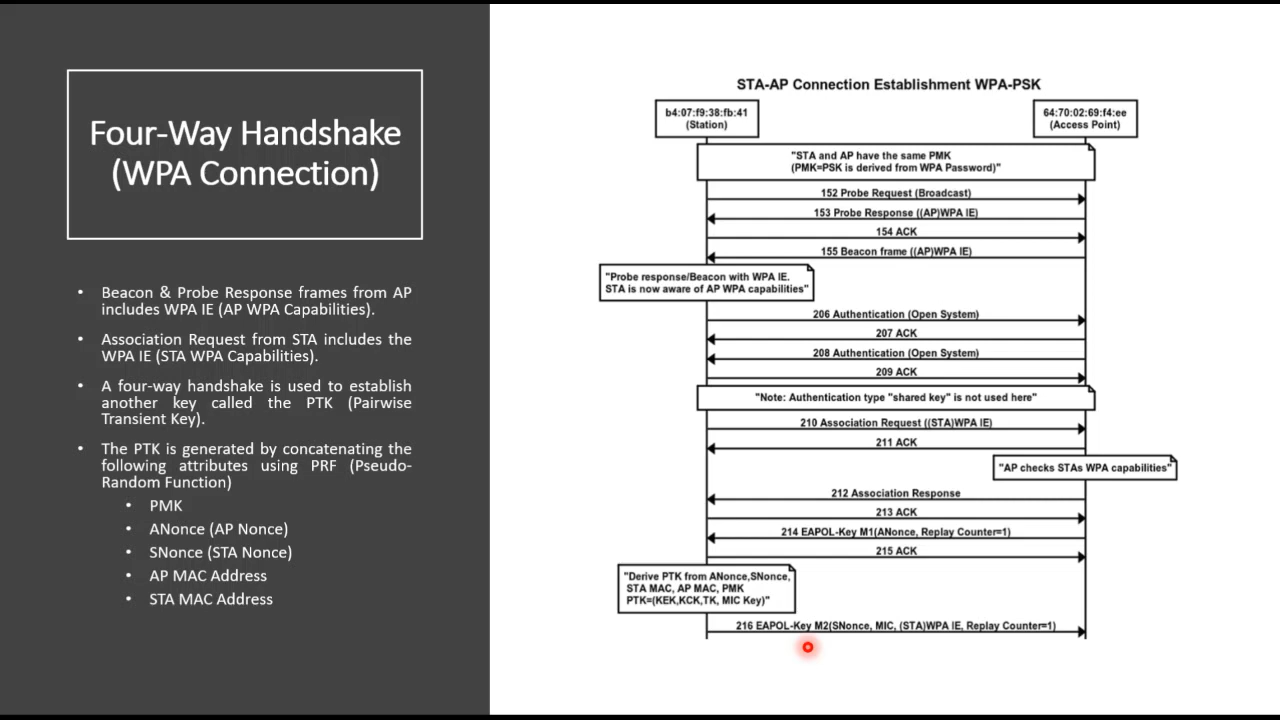 Four-Way Handshake
(WPA Connection)
• Beacon & Probe Response frames from AP
includes WPA IE (AP WPA Capabilities).
• Association Request from STA includes the
WPA IE (STA WPA Capabilities).
• A four-way handshake is used to establish
another key called the PTK (Pairwise
Transient Key).
• The PTK is generated by concatenating the
following attributes using PRF (Pseudo-
Random Function)
• PMK
• ANonce (AP Nonce)
• SNonce (STA Nonce)
• AP MAC Address
• STA MAC Address
STA-AP Connection Establishment WPA-PSK
b4:07:f9:38:fb:41
(Station)
64:70:02:69:f4:ee
(Access Point)
"STA and AP have the same PMK
(PMK=PSK is derived from WPA Password)"
152 Probe Request (Broadcast)
153 Probe Response ((AP)WPA IE)
154 ACK
155 Beacon frame ((AP)WPA IE)
"Probe response/Beacon with WPA IE.
STA is now aware of AP WPA capabilities"
206 Authentication (Open System)
207 ACK
208 Authentication (Open System)
209 ACK
"Note: Authentication type "shared key" is not used here"
210 Association Request ((STA)WPA IE)
211 ACK
"AP checks STAs WPA capabilities"
212 Association Response
213 ACK
214 EAPOL-Key M1(ANonce, Replay Counter=1)
215 ACK
"Derive PTK from ANonce,SNonce,
STA MAC, AP MAC, PMK
PTK=(KEK,KCK,TK, MIC Key)"
216 EAPOL-Key M2(SNonce, MIC, (STA)WPA IE, Replay Counter=1)